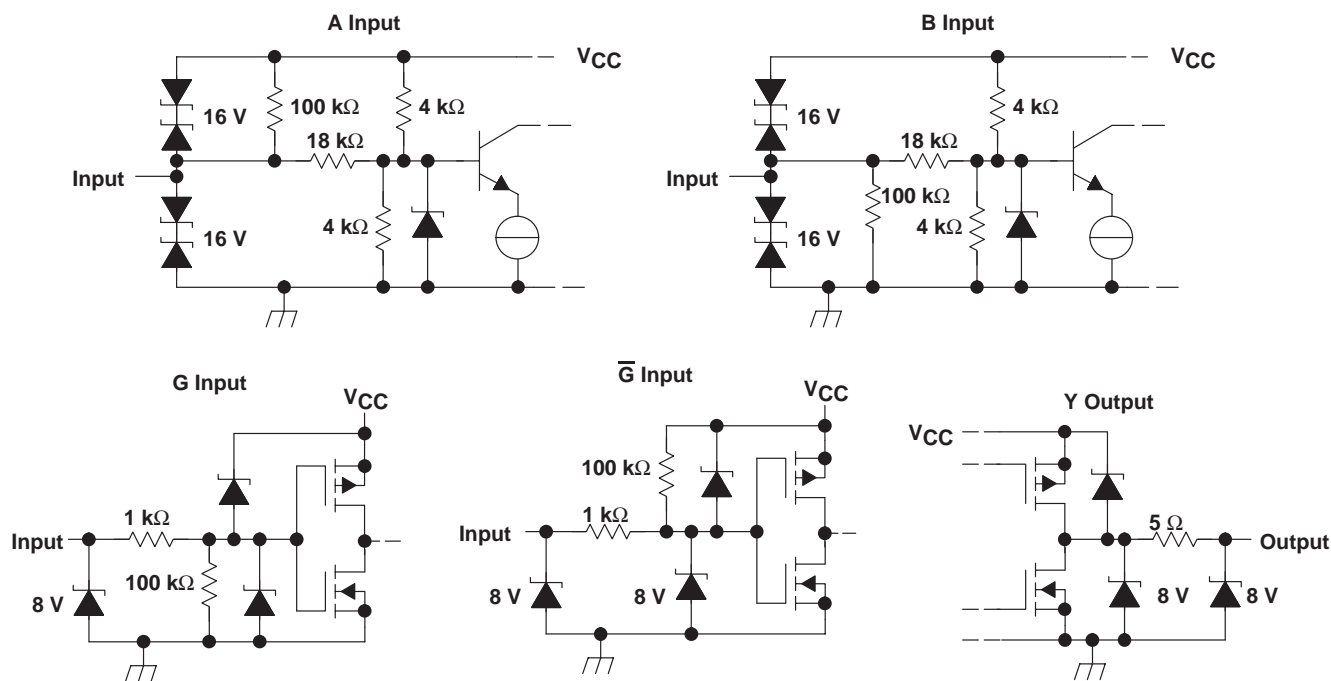 A Input
B Input
VCC
VCC
100 kΩ
4 kΩ
4 kΩ
16 V
16 V
18 kΩ
18 kΩ
Input
Input
100 kΩ
4 kΩ
4 kΩ
16 V
16 V
G Input
G̅ Input
Y Output
VCC
VCC
VCC
100 kΩ
1 kΩ
1 kΩ
5 Ω
Input
Input
Output
100 kΩ
8 V
8 V
8 V
8 V
8 V